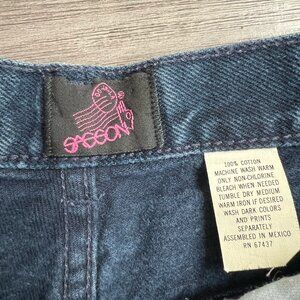 SASSON
100% COTTON
MACHINE WASH WARM
ONLY NON-CHLORINE
BLEACH WHEN NEEDED
TUMBLE DRY MEDIUM
WARM IRON IF DESIRED
WASH DARK COLORS
AND PRINTS
SEPARATELY
ASSEMBLED IN MEXICO
RN 67437